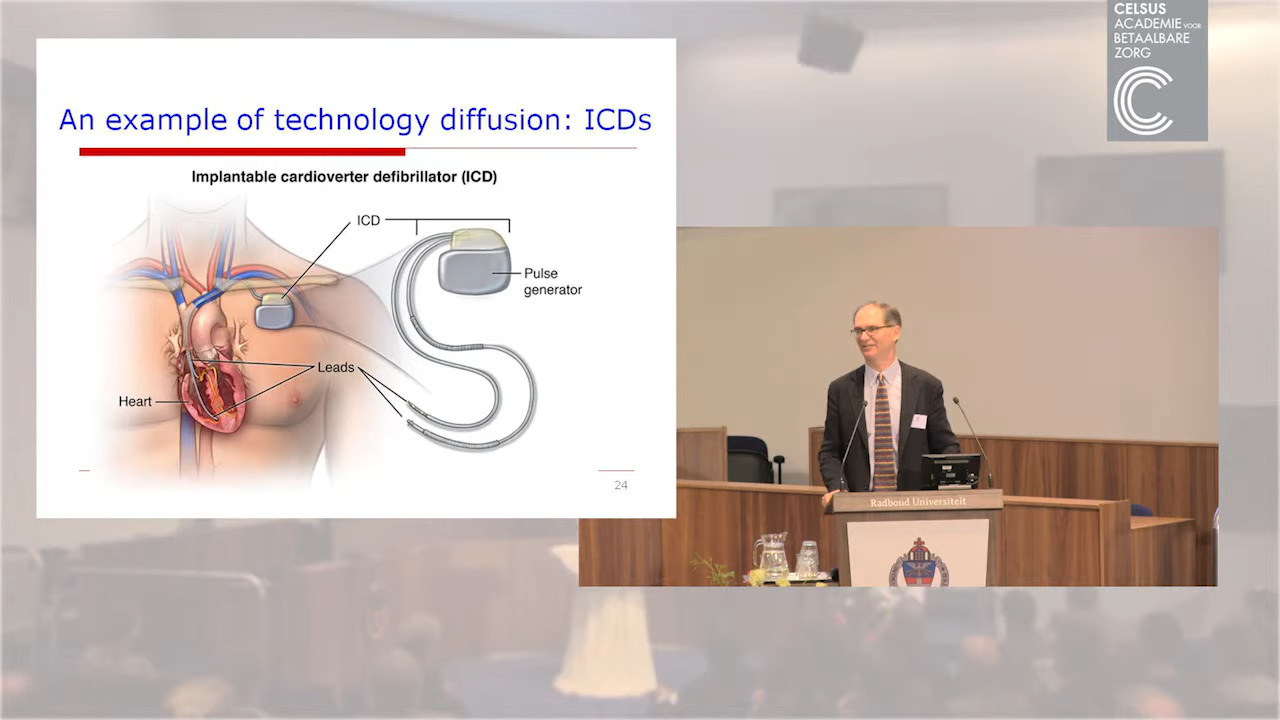 An example of technology diffusion: ICDs
Implantable cardioverter defibrillator (ICD)
ICD
Pulse
generator
Leads
Heart
24
CELSUS
ACADEMIE VOOR
BETAALBARE
ZORG
Radboud Universiteit